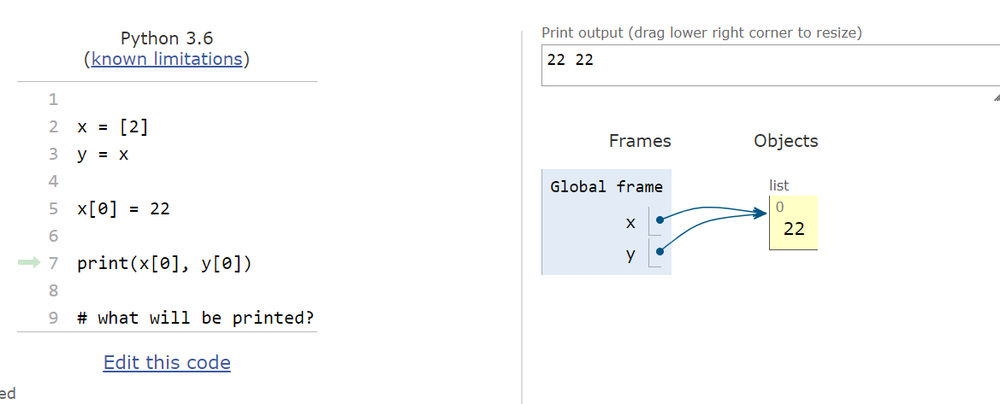 Python 3.6
(known limitations)
1
2 x = [2]
3 y = x
4
5 x[0] = 22
6
7 print(x[0], y[0])
8
9 # what will be printed?
Edit this code
ed
Print output (drag lower right corner to resize)
22 22
Frames
Objects
Global frame
x
y
list
0
22